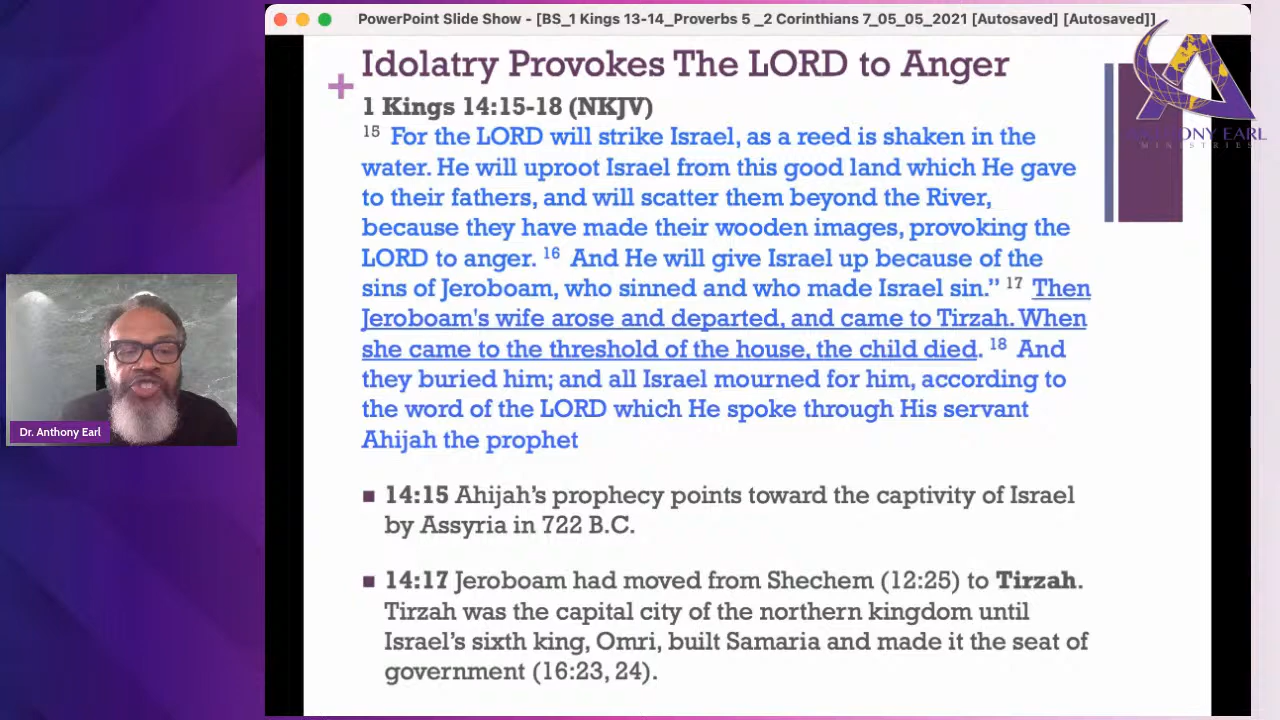 PowerPoint Slide Show - [BS_1 Kings 13-14_Proverbs 5 _2 Corinthians 7_05_05_2021 [Autosaved] [Autosaved]]
Idolatry Provokes The LORD to Anger
+
1 Kings 14:15-18 (NKJV)
15 For the LORD will strike Israel, as a reed is shaken in the
water. He will uproot Israel from this good land which He gave
to their fathers, and will scatter them beyond the River,
because they have made their wooden images, provoking the
LORD to anger. 16 And He will give Israel up because of the
sins of Jeroboam, who sinned and who made Israel sin.” 17 Then
Jeroboam's wife arose and departed, and came to Tirzah. When
she came to the threshold of the house, the child died. 18 And
they buried him; and all Israel mourned for him, according to
the word of the LORD which He spoke through His servant
Ahijah the prophet
■ 14:15 Ahijah’s prophecy points toward the captivity of Israel
by Assyria in 722 B.C.
■ 14:17 Jeroboam had moved from Shechem (12:25) to Tirzah.
Tirzah was the capital city of the northern kingdom until
Israel’s sixth king, Omri, built Samaria and made it the seat of
government (16:23, 24).
Dr. Anthony Earl
ANTHONY EARL
MINISTRIES